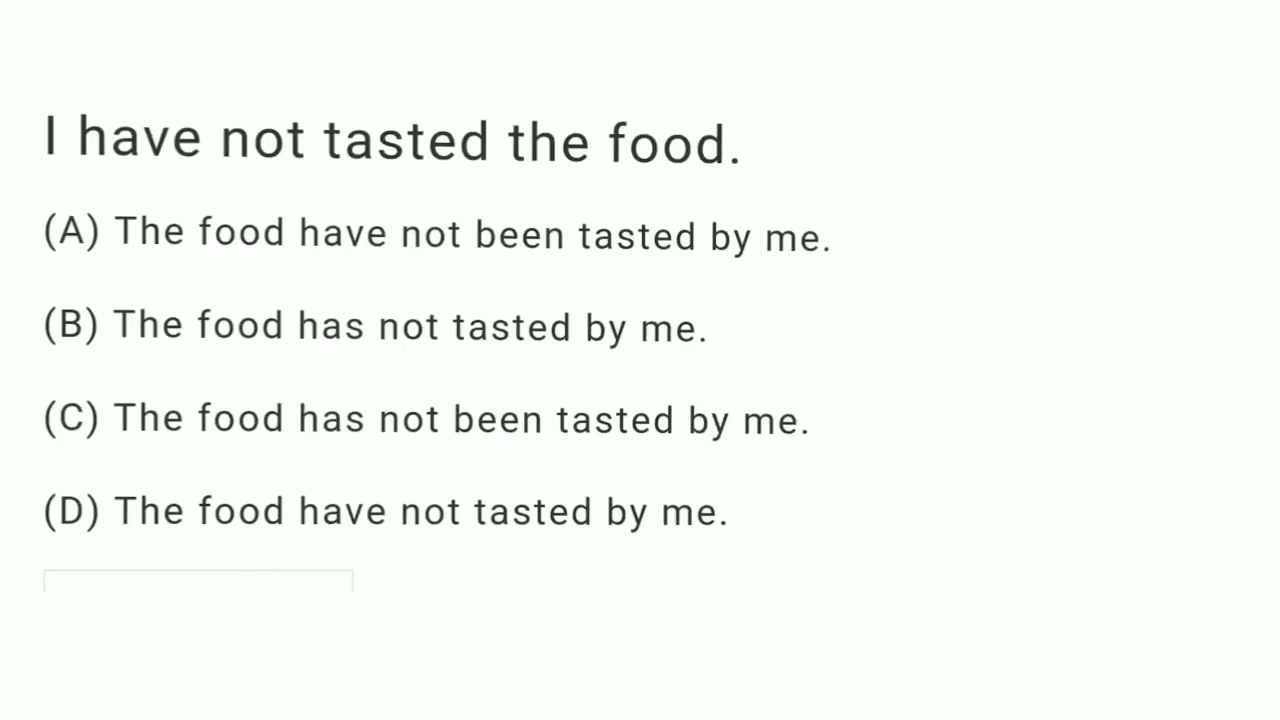 I have not tasted the food.
(A) The food have not been tasted by me.
(B) The food has not tasted by me.
(C) The food has not been tasted by me.
(D) The food have not tasted by me.